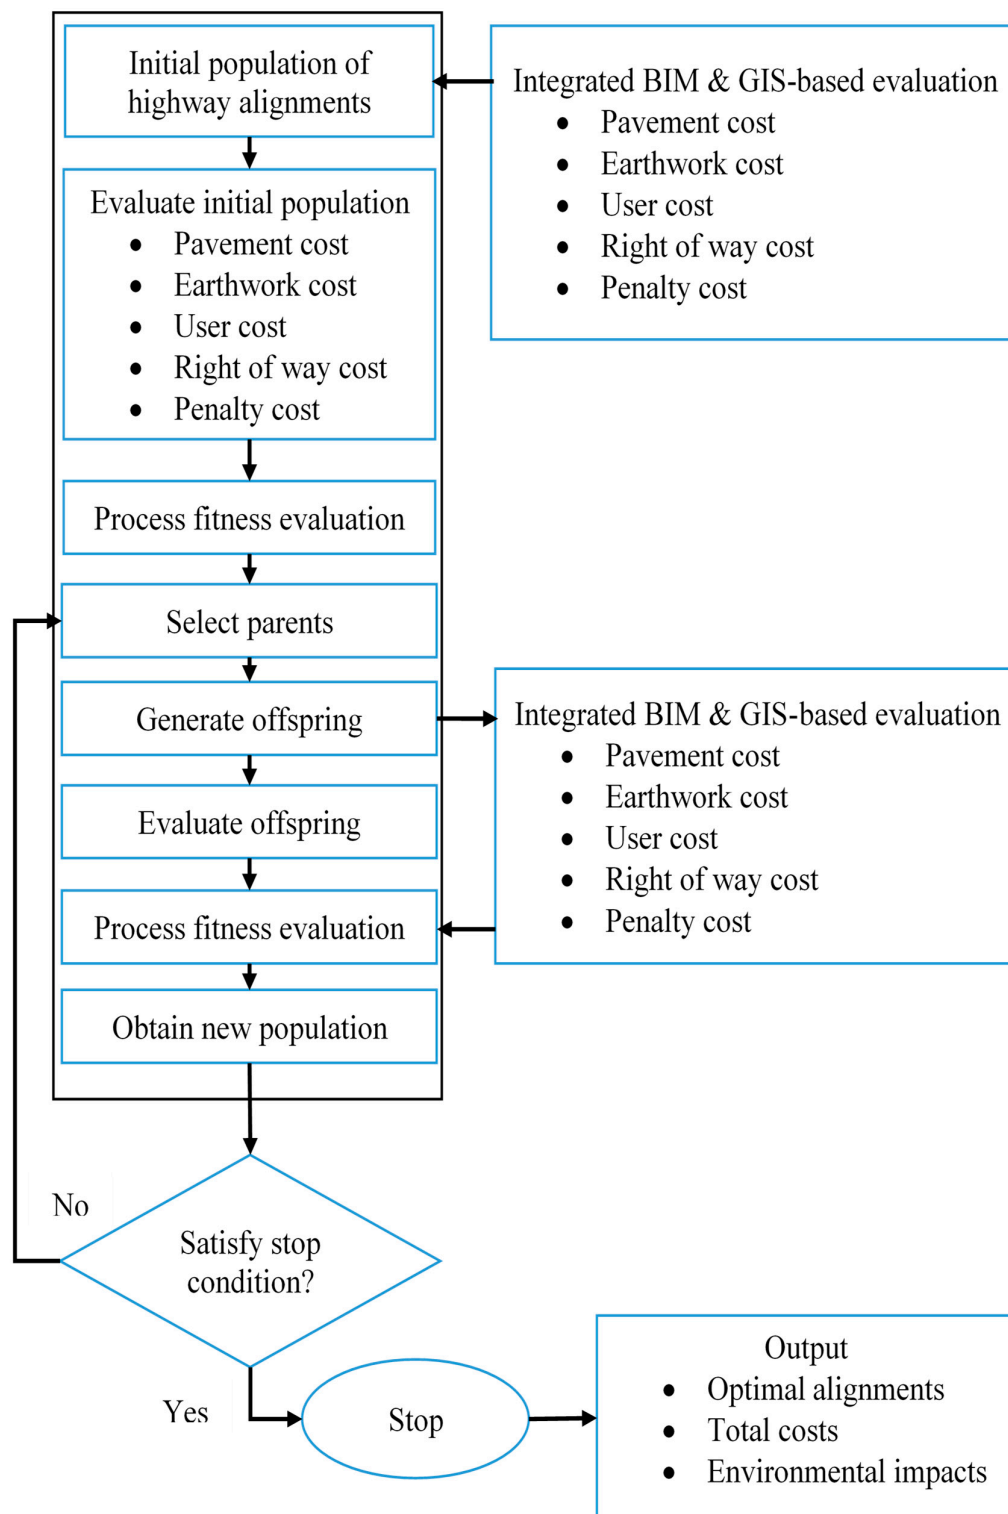 Initial population of
highway alignments
Integrated BIM & GIS-based evaluation
• Pavement cost
• Earthwork cost
• User cost
• Right of way cost
• Penalty cost
Evaluate initial population
• Pavement cost
• Earthwork cost
• User cost
• Right of way cost
• Penalty cost
Process fitness evaluation
Select parents
Generate offspring
Integrated BIM & GIS-based evaluation
• Pavement cost
• Earthwork cost
• User cost
• Right of way cost
• Penalty cost
Evaluate offspring
Process fitness evaluation
Obtain new population
No
Satisfy stop
condition?
Yes
Stop
Output
• Optimal alignments
• Total costs
• Environmental impacts